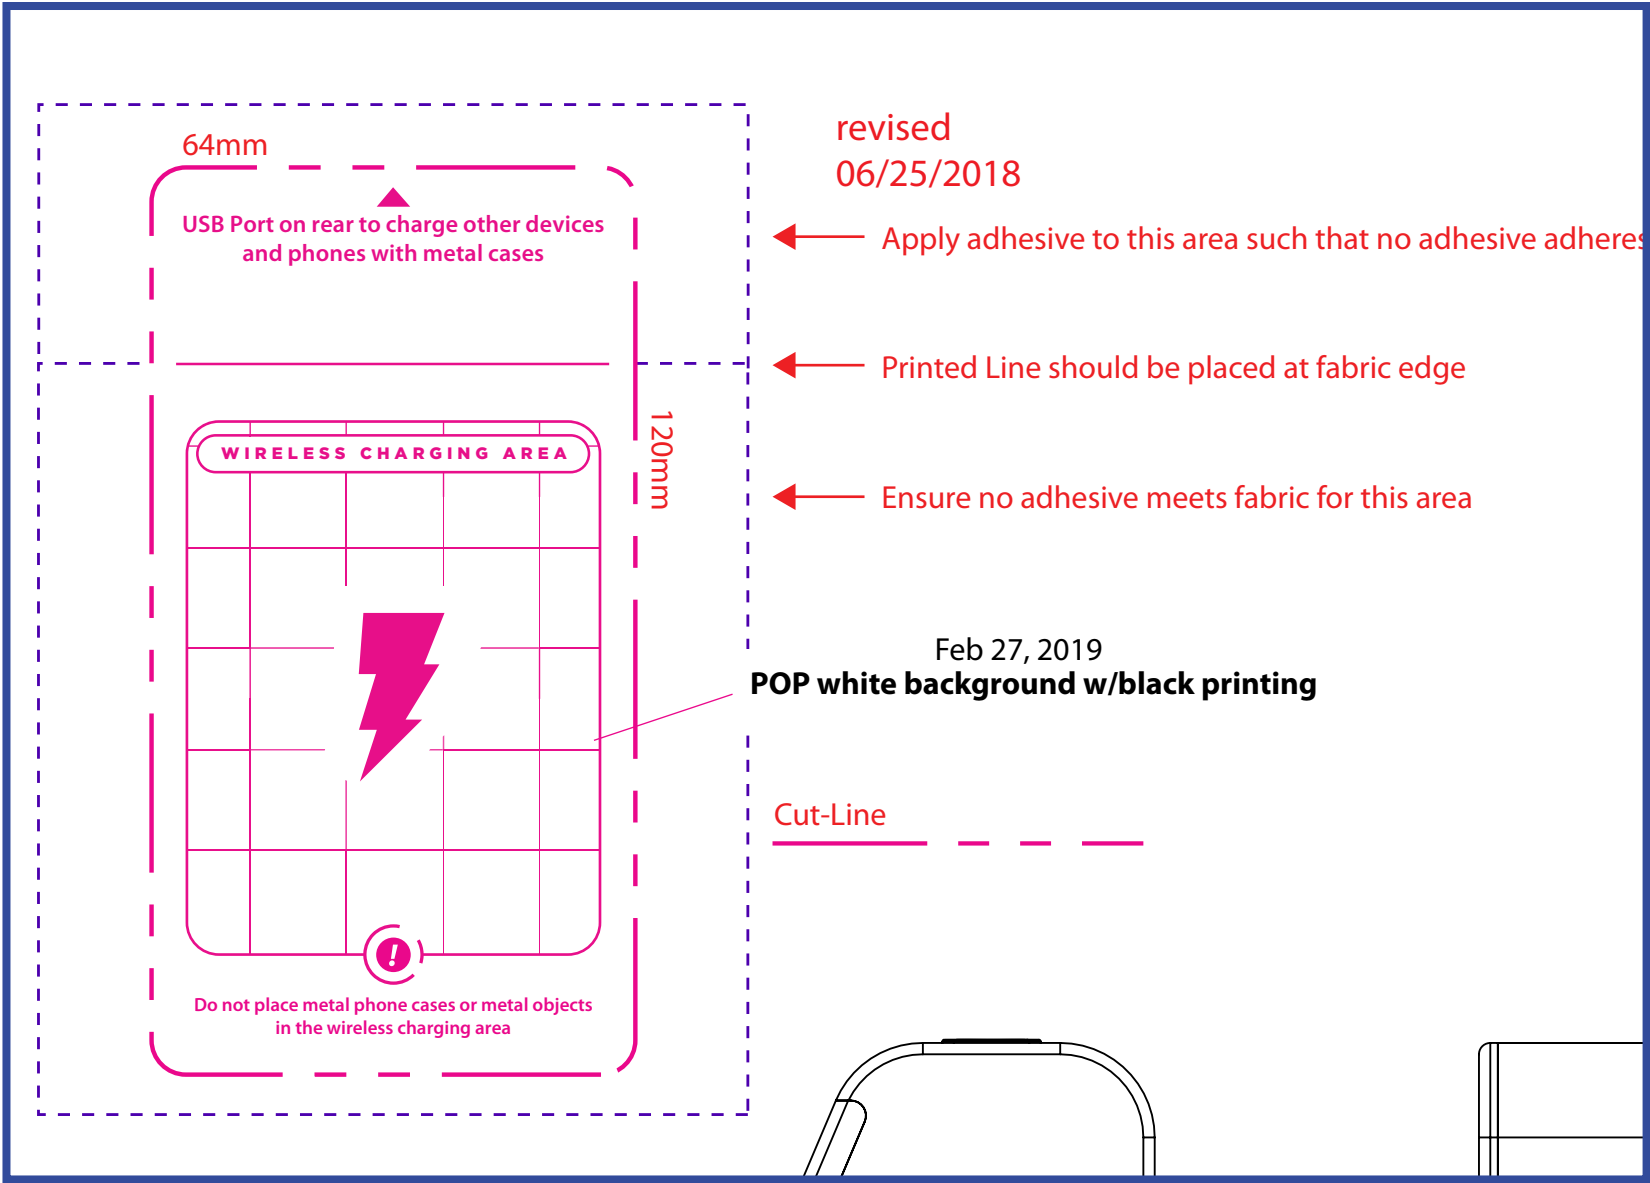 64mm
USB Port on rear to charge other devices
and phones with metal cases
WIRELESS CHARGING AREA
120mm
!
Do not place metal phone cases or metal objects
in the wireless charging area
revised
06/25/2018
Apply adhesive to this area such that no adhesive adheres
Printed Line should be placed at fabric edge
Ensure no adhesive meets fabric for this area
Feb 27, 2019
POP white background w/black printing
Cut-Line